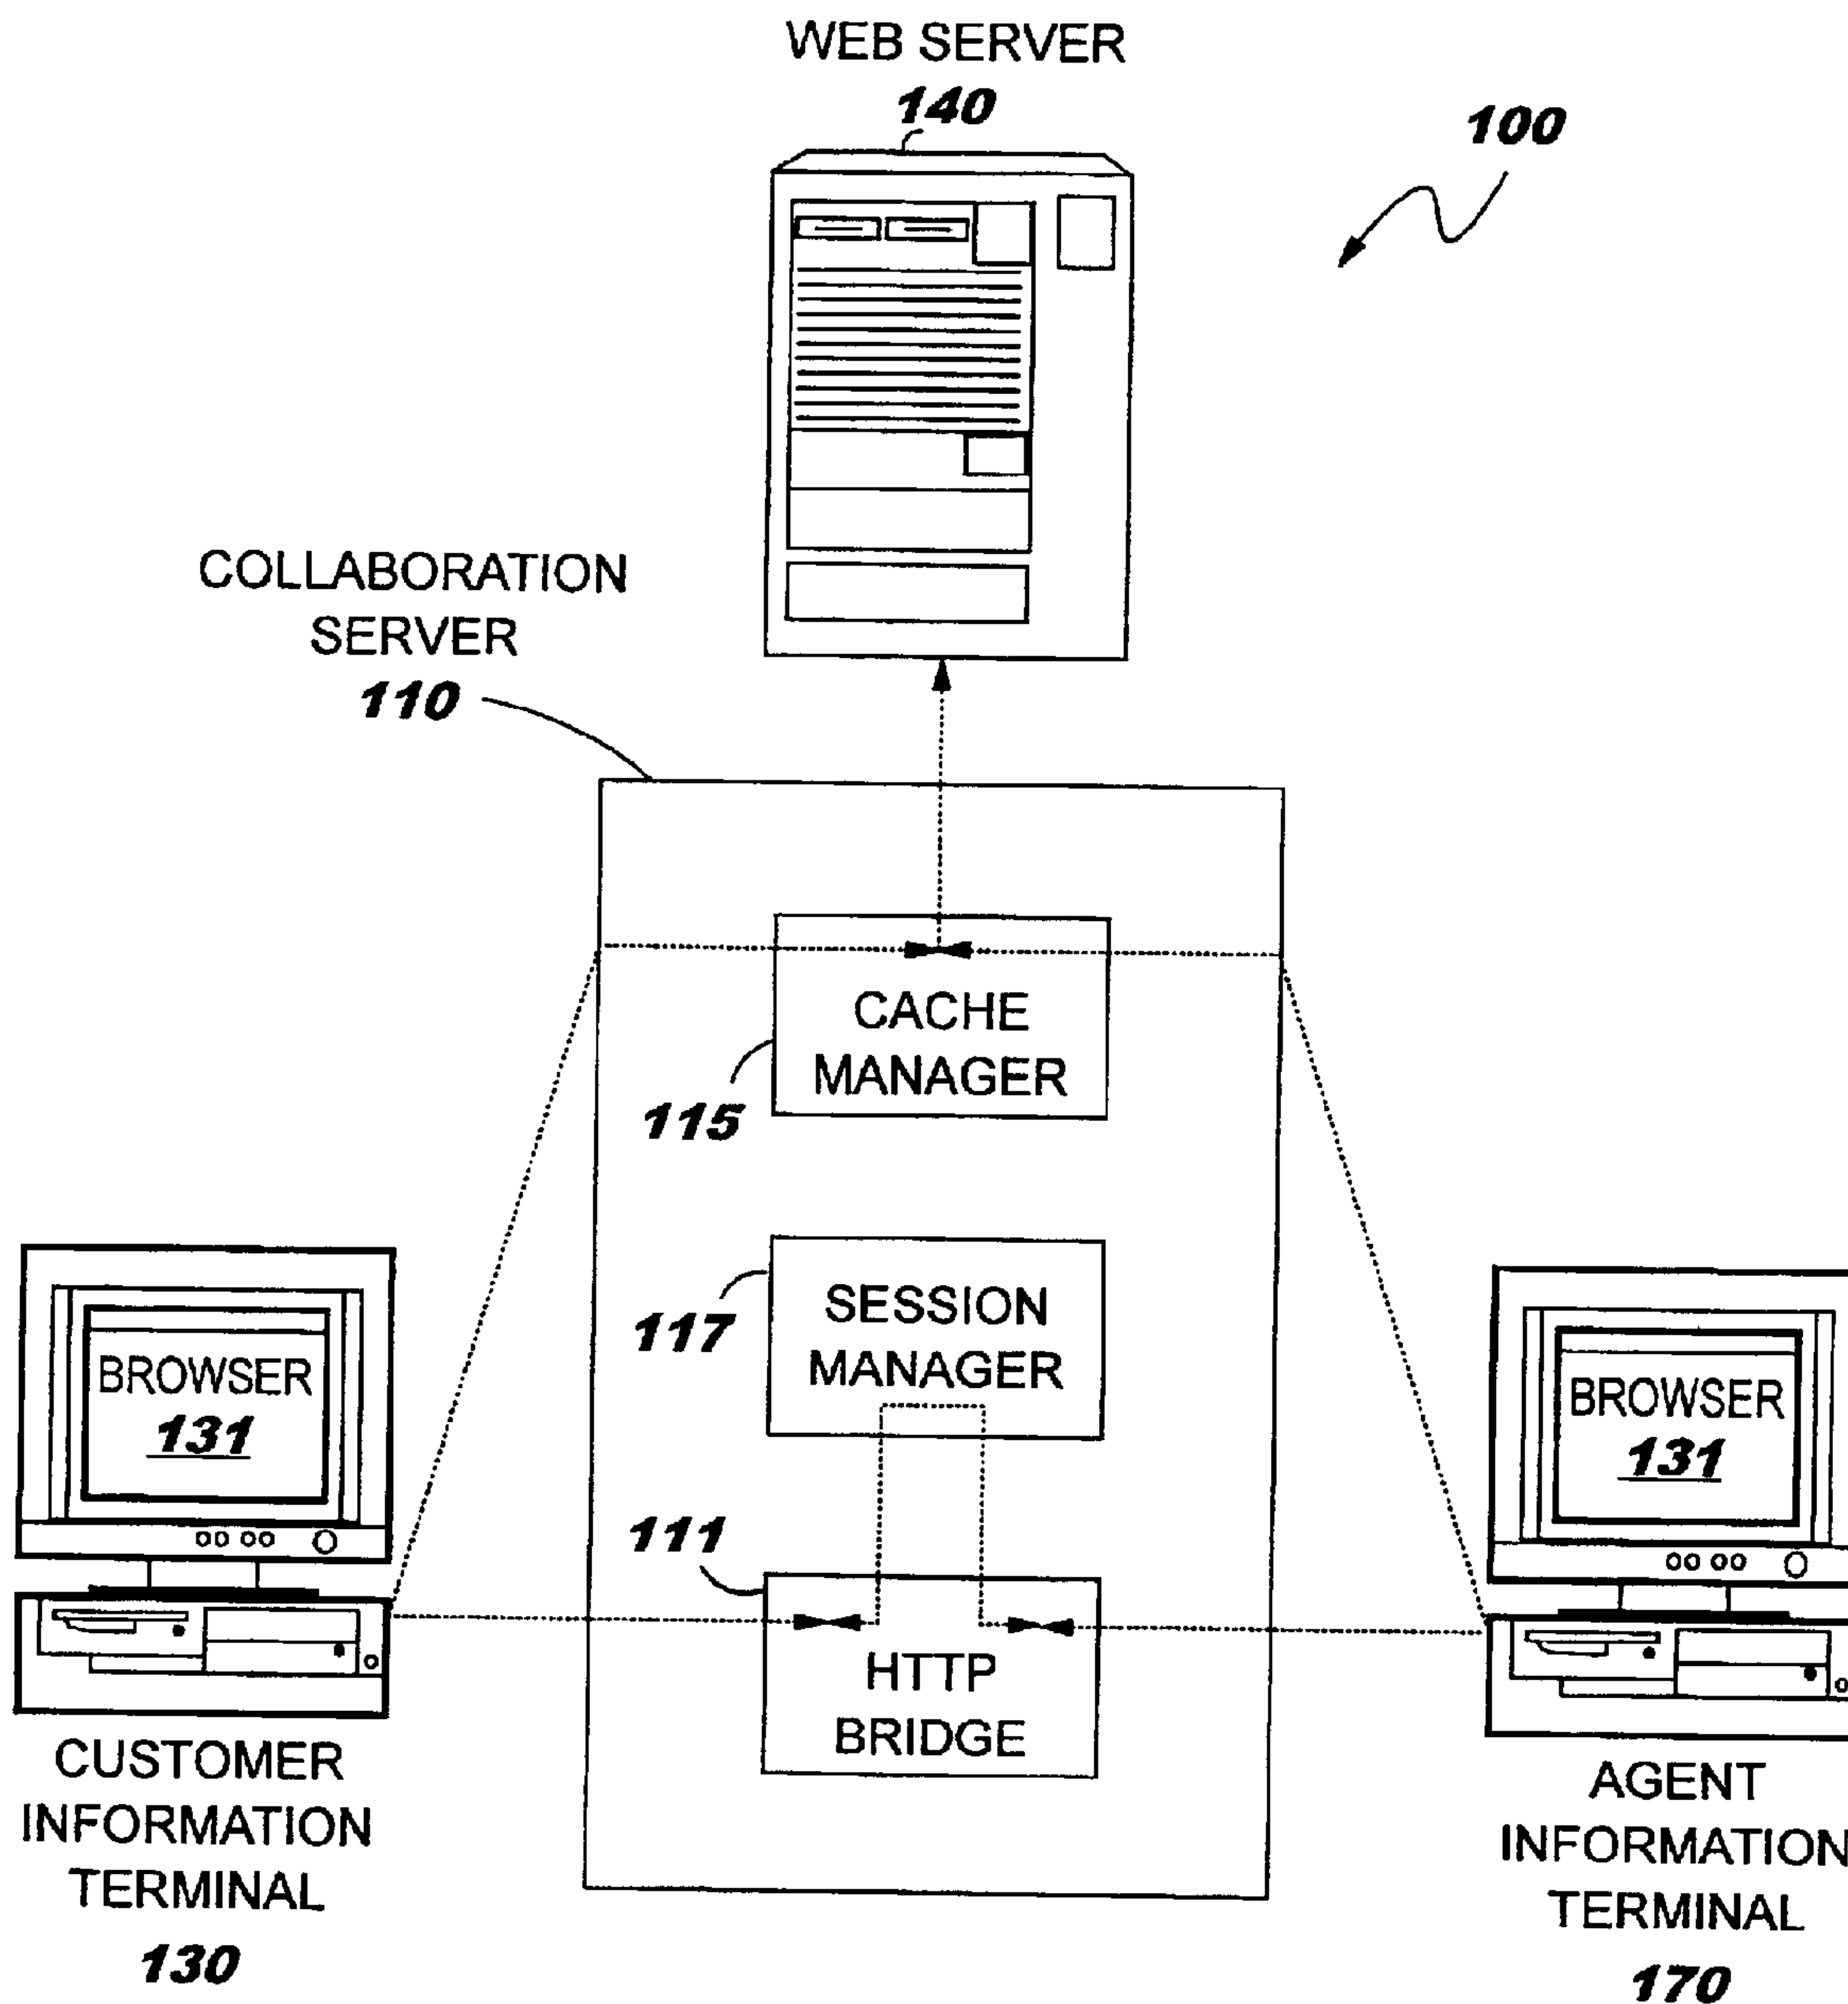 WEB SERVER
140
100
COLLABORATION
SERVER
110
CACHE
MANAGER
115
SESSION
MANAGER
117
BROWSER
131
BROWSER
131
111
HTTP
BRIDGE
CUSTOMER
INFORMATION
TERMINAL
130
AGENT
INFORMATION
TERMINAL
170